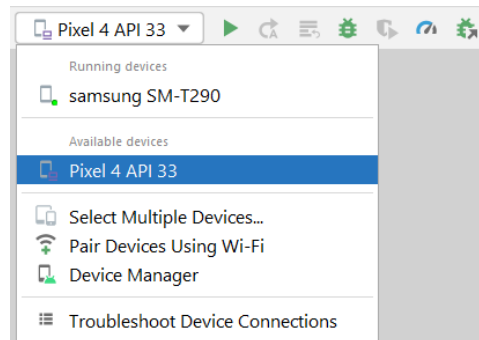 Pixel 4 API 33
Running devices
samsung SM-T290
Available devices
Pixel 4 API 33
Select Multiple Devices...
Pair Devices Using Wi-Fi
Device Manager
Troubleshoot Device Connections